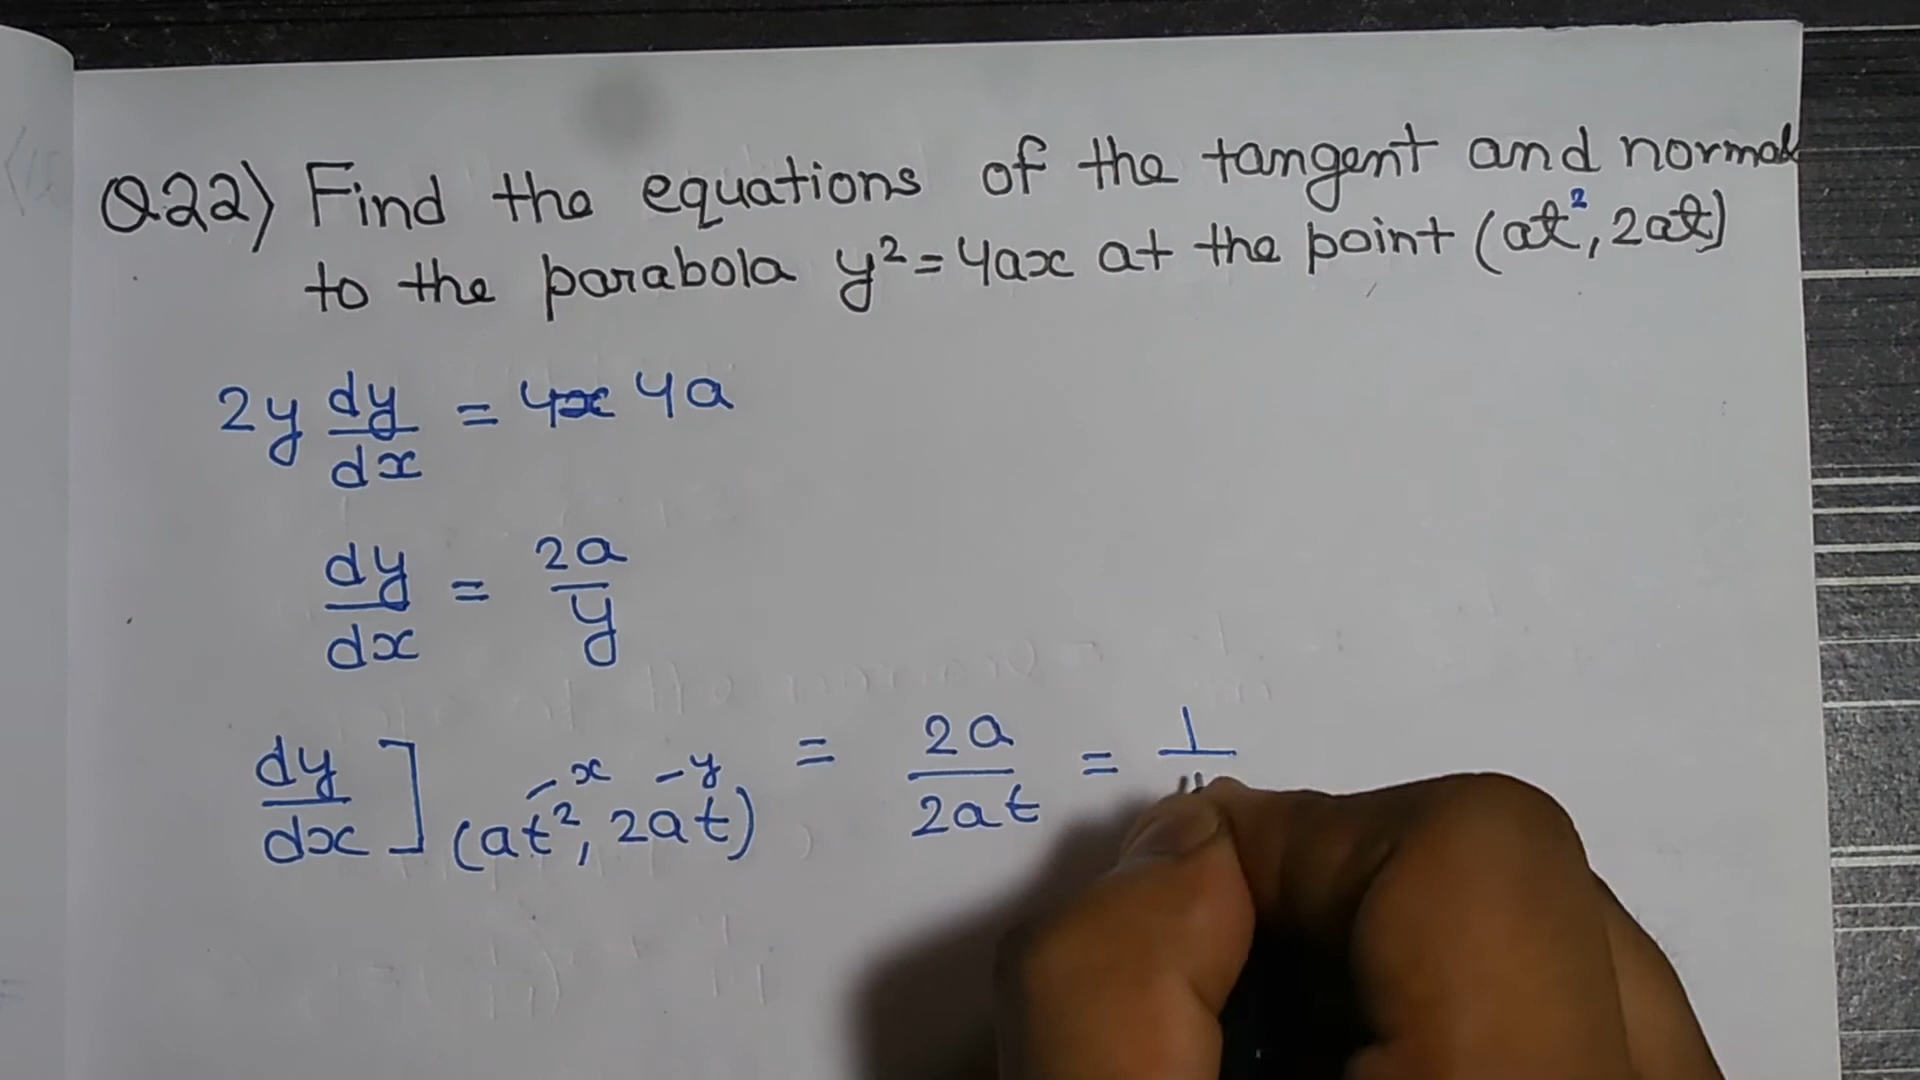 Q22) Find the equations of the tangent and normal
to the parabola y² = 4ax at the point (at², 2at)
2y dy/dx = 4x 4a
dy/dx = 2a/y
dy/dx](at², 2at) -x -y = 2a/2at = 1/